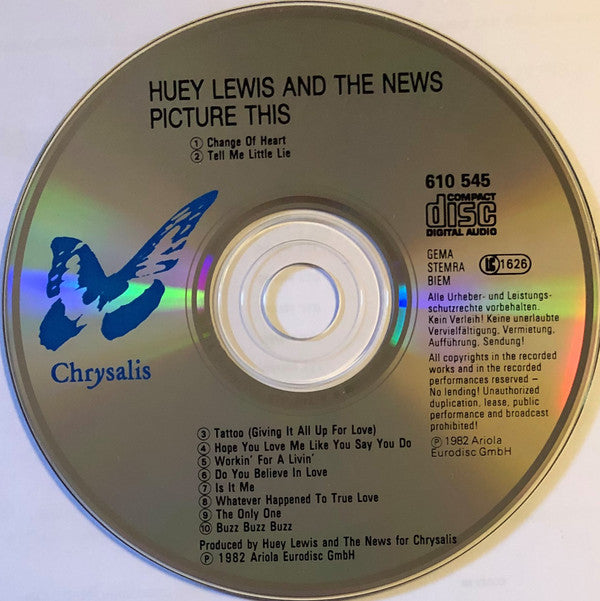 HUEY LEWIS AND THE NEWS
PICTURE THIS
① Change Of Heart
② Tell Me Little Lie
610 545
COMPACT
disc
DIGITAL AUDIO
GEMA
STEMRA
BIEM
LC 1626
Alle Urheber- und Leistungs-
schutzrechte vorbehalten.
Kein Verleih! Keine unerlaubte
Vervielfältigung, Vermietung,
Aufführung, Sendung!
All copyrights in the recorded
works and in the recorded
performances reserved –
No lending! Unauthorized
duplication, lease, public
performance and broadcast
prohibited!
Ⓟ 1982 Ariola
Eurodisc GmbH
Chrysalis
③ Tattoo (Giving It All Up For Love)
④ Hope You Love Me Like You Say You Do
⑤ Workin' For A Livin'
⑥ Do You Believe In Love
⑦ Is It Me
⑧ Whatever Happened To True Love
⑨ The Only One
⑩ Buzz Buzz Buzz
Produced by Huey Lewis and The News for Chrysalis
Ⓟ 1982 Ariola Eurodisc GmbH